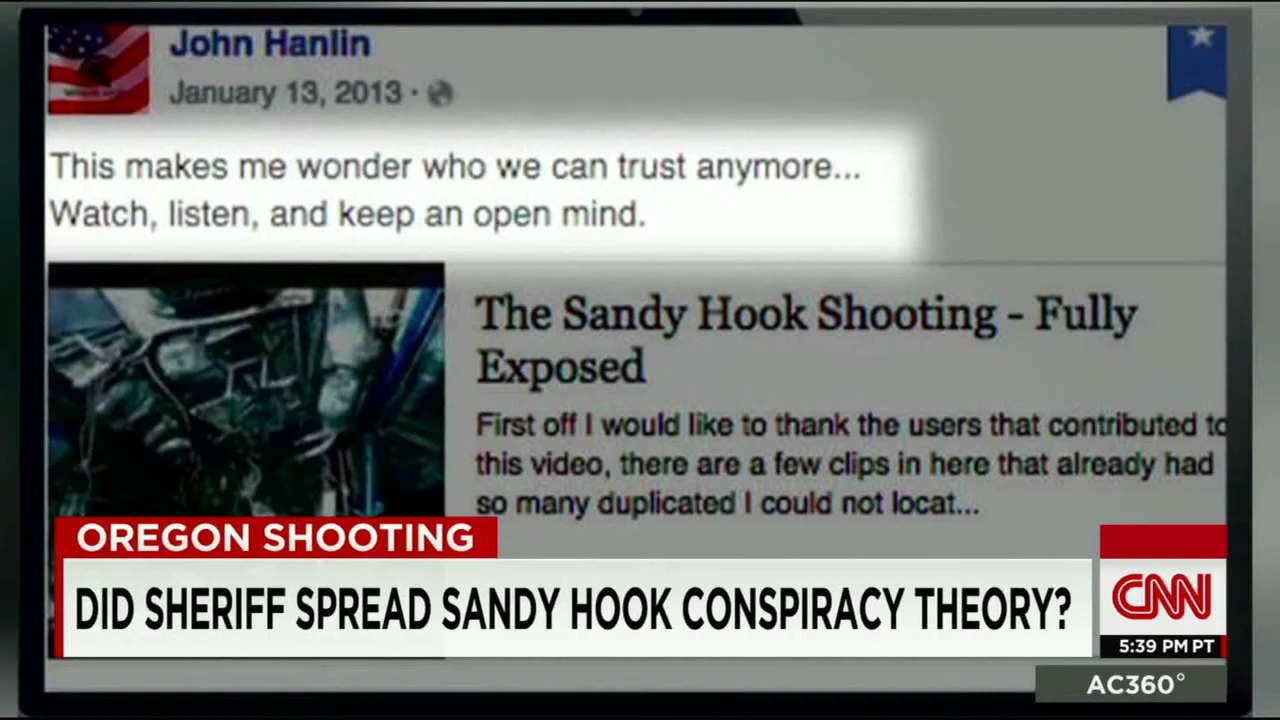 John Hanlin
January 13, 2013 ·
This makes me wonder who we can trust anymore...
Watch, listen, and keep an open mind.
The Sandy Hook Shooting - Fully
Exposed
First off I would like to thank the users that contributed to
this video, there are a few clips in here that already had
so many duplicated I could not locat...
OREGON SHOOTING
DID SHERIFF SPREAD SANDY HOOK CONSPIRACY THEORY?
CNN
5:39 PM PT
AC360°